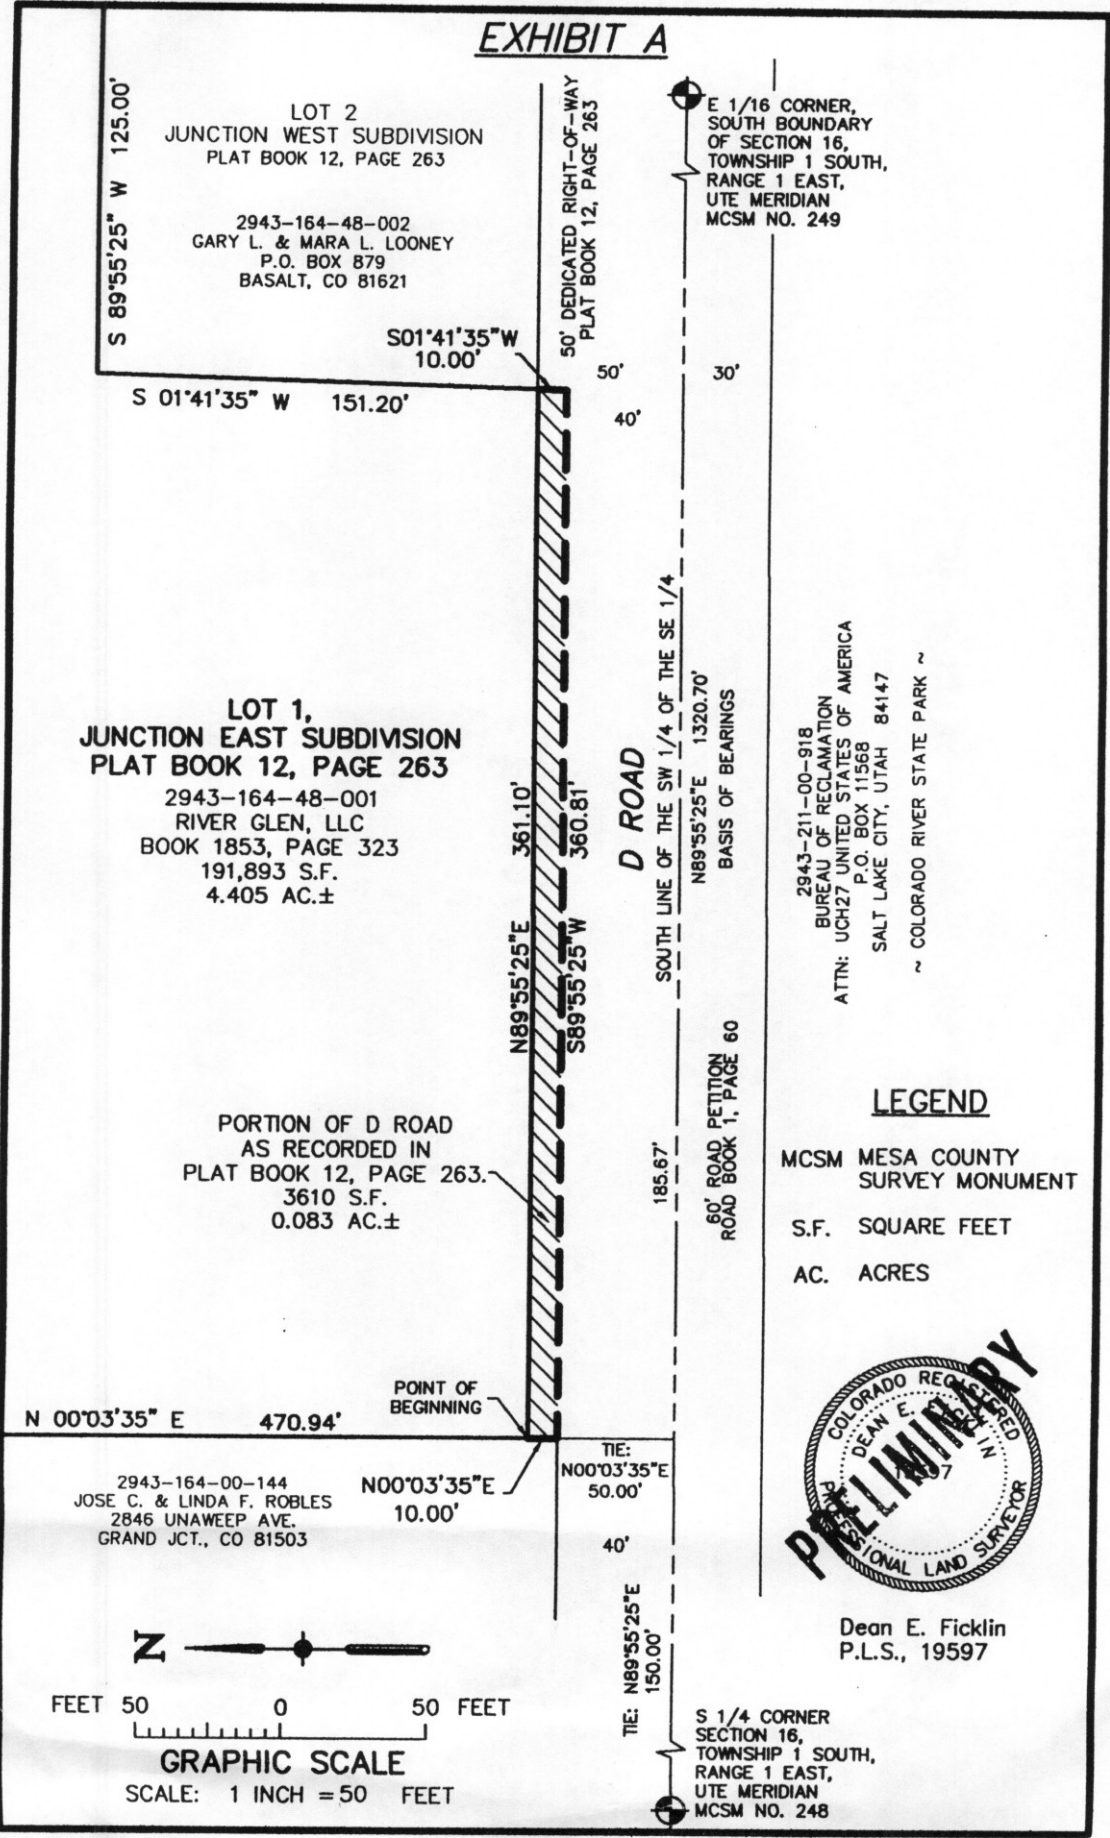 EXHIBIT A
S 89°55'25" W 125.00'
LOT 2
JUNCTION WEST SUBDIVISION
PLAT BOOK 12, PAGE 263
2943-164-48-002
GARY L. & MARA L. LOONEY
P.O. BOX 879
BASALT, CO 81621
50' DEDICATED RIGHT-OF-WAY
PLAT BOOK 12, PAGE 263
E 1/16 CORNER,
SOUTH BOUNDARY
OF SECTION 16,
TOWNSHIP 1 SOUTH,
RANGE 1 EAST,
UTE MERIDIAN
MCSM NO. 249
S01°41'35"W
10.00'
50'
30'
40'
S 01°41'35" W 151.20'
LOT 1,
JUNCTION EAST SUBDIVISION
PLAT BOOK 12, PAGE 263
2943-164-48-001
RIVER GLEN, LLC
BOOK 1853, PAGE 323
191,893 S.F.
4.405 AC.±
N89°55'25"E 361.10'
S89°55'25"W 360.81'
D ROAD
SOUTH LINE OF THE SW 1/4 OF THE SE 1/4
N89°55'25"E 1320.70'
BASIS OF BEARINGS
2943-211-00-918
BUREAU OF RECLAMATION
ATTN: UCH27 UNITED STATES OF AMERICA
P.O. BOX 11568
SALT LAKE CITY, UTAH 84147
~ COLORADO RIVER STATE PARK ~
PORTION OF D ROAD
AS RECORDED IN
PLAT BOOK 12, PAGE 263.
3610 S.F.
0.083 AC.±
185.67'
60' ROAD PETITION
ROAD BOOK 1, PAGE 60
LEGEND
MCSM MESA COUNTY
SURVEY MONUMENT
S.F. SQUARE FEET
AC. ACRES
POINT OF
BEGINNING
N 00°03'35" E 470.94'
2943-164-00-144
JOSE C. & LINDA F. ROBLES
2846 UNAWEEP AVE.
GRAND JCT., CO 81503
N00°03'35"E
10.00'
TIE:
N00°03'35"E
50.00'
40'
TIE: N89°55'25"E
150.00'
COLORADO REGISTERED
DEAN E.
PROFESSIONAL LAND SURVEYOR
PRELIMINARY
Dean E. Ficklin
P.L.S., 19597
N
FEET 50 0 50 FEET
GRAPHIC SCALE
SCALE: 1 INCH = 50 FEET
S 1/4 CORNER
SECTION 16,
TOWNSHIP 1 SOUTH,
RANGE 1 EAST,
UTE MERIDIAN
MCSM NO. 248